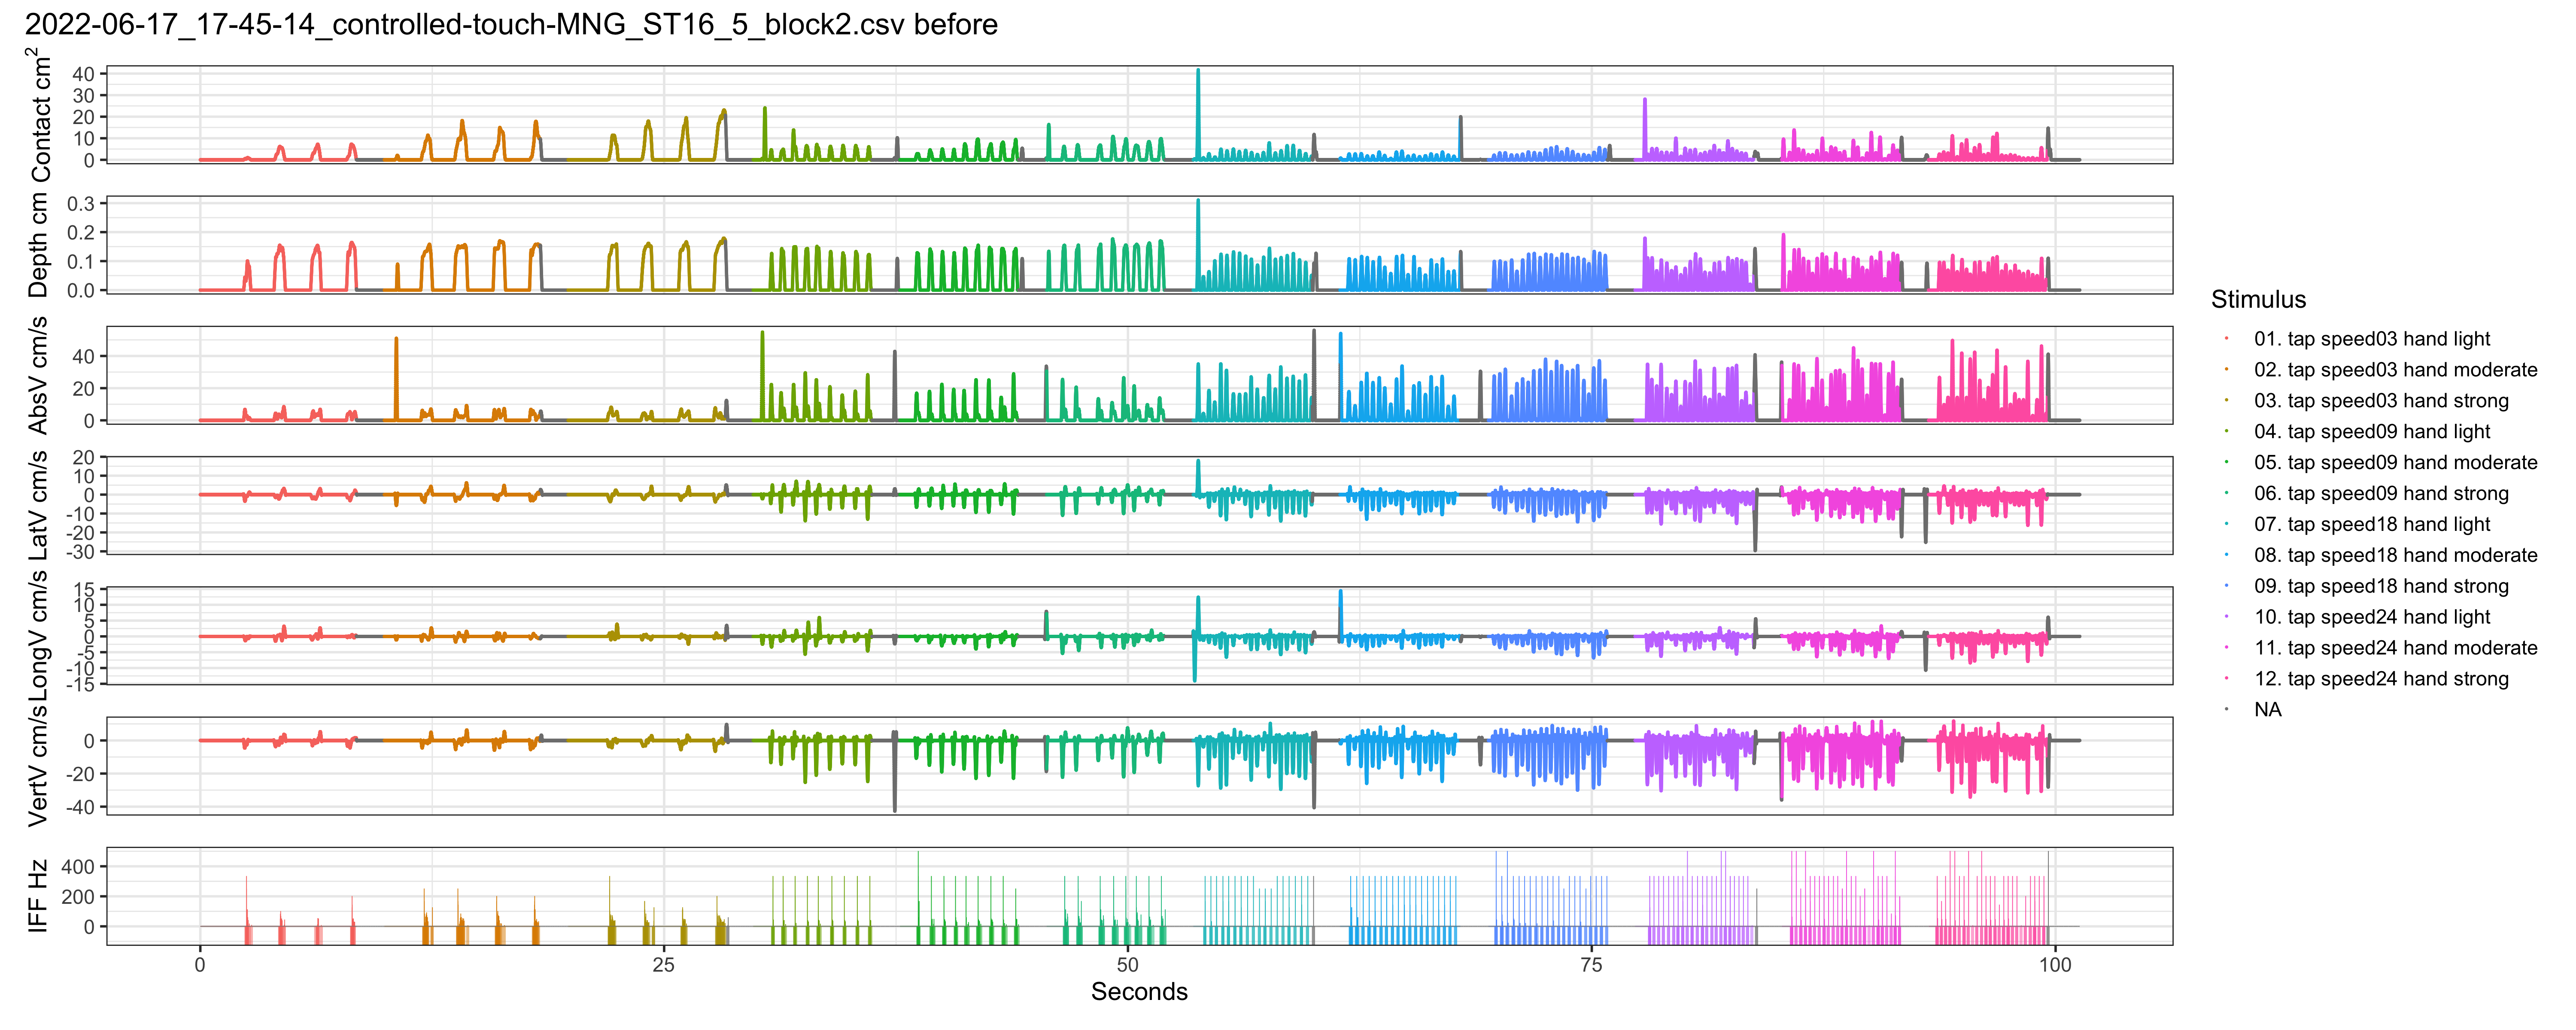 2022-06-17_17-45-14_controlled-touch-MNG_ST16_5_block2.csv before
Contact cm²
40
30
20
10
0
Depth cm
0.3
0.2
0.1
0.0
AbsV cm/s
40
20
0
LatV cm/s
20
10
0
-10
-20
-30
LongV cm/s
15
10
5
0
-5
-10
-15
VertV cm/s
0
-20
-40
IFF Hz
400
200
0
0 25 50 75 100
Seconds
Stimulus
01. tap speed03 hand light
02. tap speed03 hand moderate
03. tap speed03 hand strong
04. tap speed09 hand light
05. tap speed09 hand moderate
06. tap speed09 hand strong
07. tap speed18 hand light
08. tap speed18 hand moderate
09. tap speed18 hand strong
10. tap speed24 hand light
11. tap speed24 hand moderate
12. tap speed24 hand strong
NA